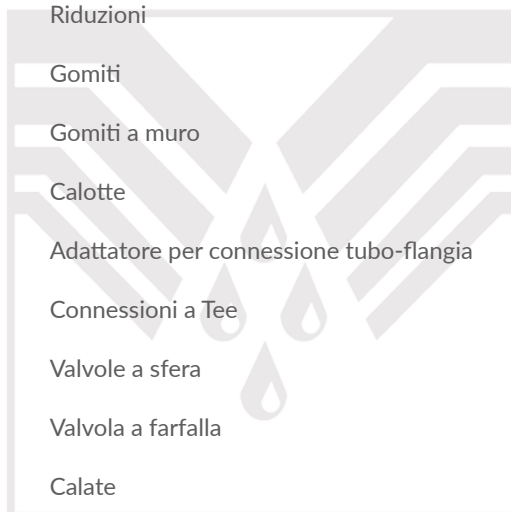 Riduzioni
Gomiti
Gomiti a muro
Calotte
Adattatore per connessione tubo-flangia
Connessioni a Tee
Valvole a sfera
Valvola a farfalla
Calate